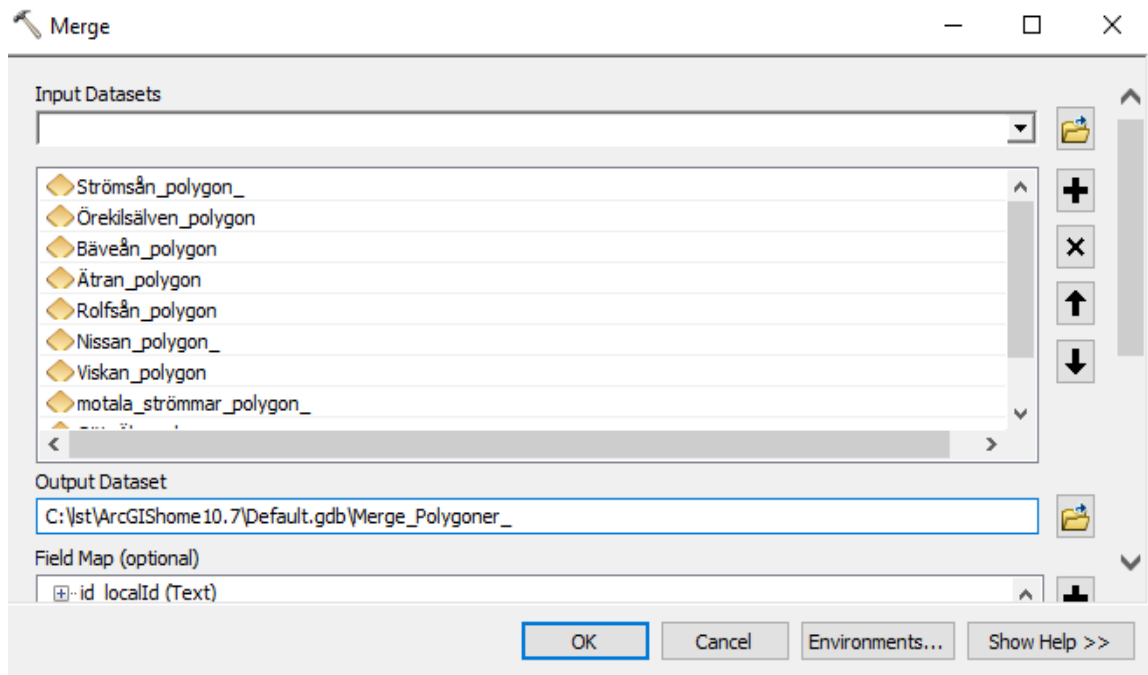 Merge
Input Datasets
Strömsån_polygon_
Örekilsälven_polygon
Bäveån_polygon
Ätran_polygon
Rolfsån_polygon
Nissan_polygon_
Viskan_polygon
motala_strömmar_polygon_
Output Dataset
C:\lst\ArcGIShome10.7\Default.gdb\Merge_Polygoner_
Field Map (optional)
id_localId (Text)
OK Cancel Environments... Show Help >>